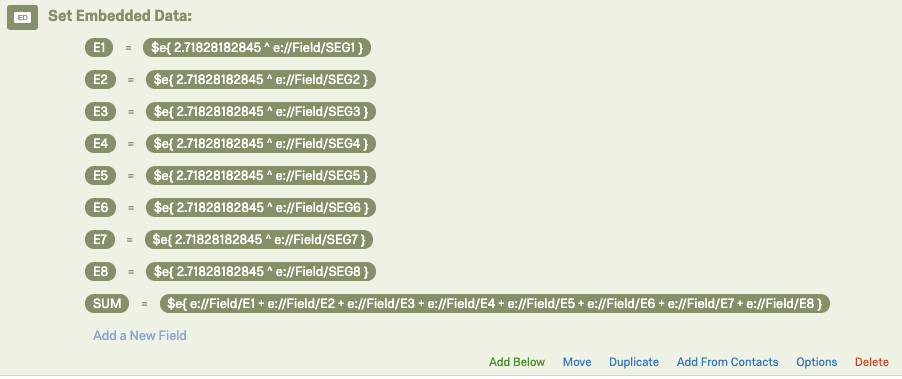 ED Set Embedded Data:
E1 = $e{ 2.71828182845 ^ e://Field/SEG1 }
E2 = $e{ 2.71828182845 ^ e://Field/SEG2 }
E3 = $e{ 2.71828182845 ^ e://Field/SEG3 }
E4 = $e{ 2.71828182845 ^ e://Field/SEG4 }
E5 = $e{ 2.71828182845 ^ e://Field/SEG5 }
E6 = $e{ 2.71828182845 ^ e://Field/SEG6 }
E7 = $e{ 2.71828182845 ^ e://Field/SEG7 }
E8 = $e{ 2.71828182845 ^ e://Field/SEG8 }
SUM = $e{ e://Field/E1 + e://Field/E2 + e://Field/E3 + e://Field/E4 + e://Field/E5 + e://Field/E6 + e://Field/E7 + e://Field/E8 }
Add a New Field
Add Below Move Duplicate Add From Contacts Options Delete